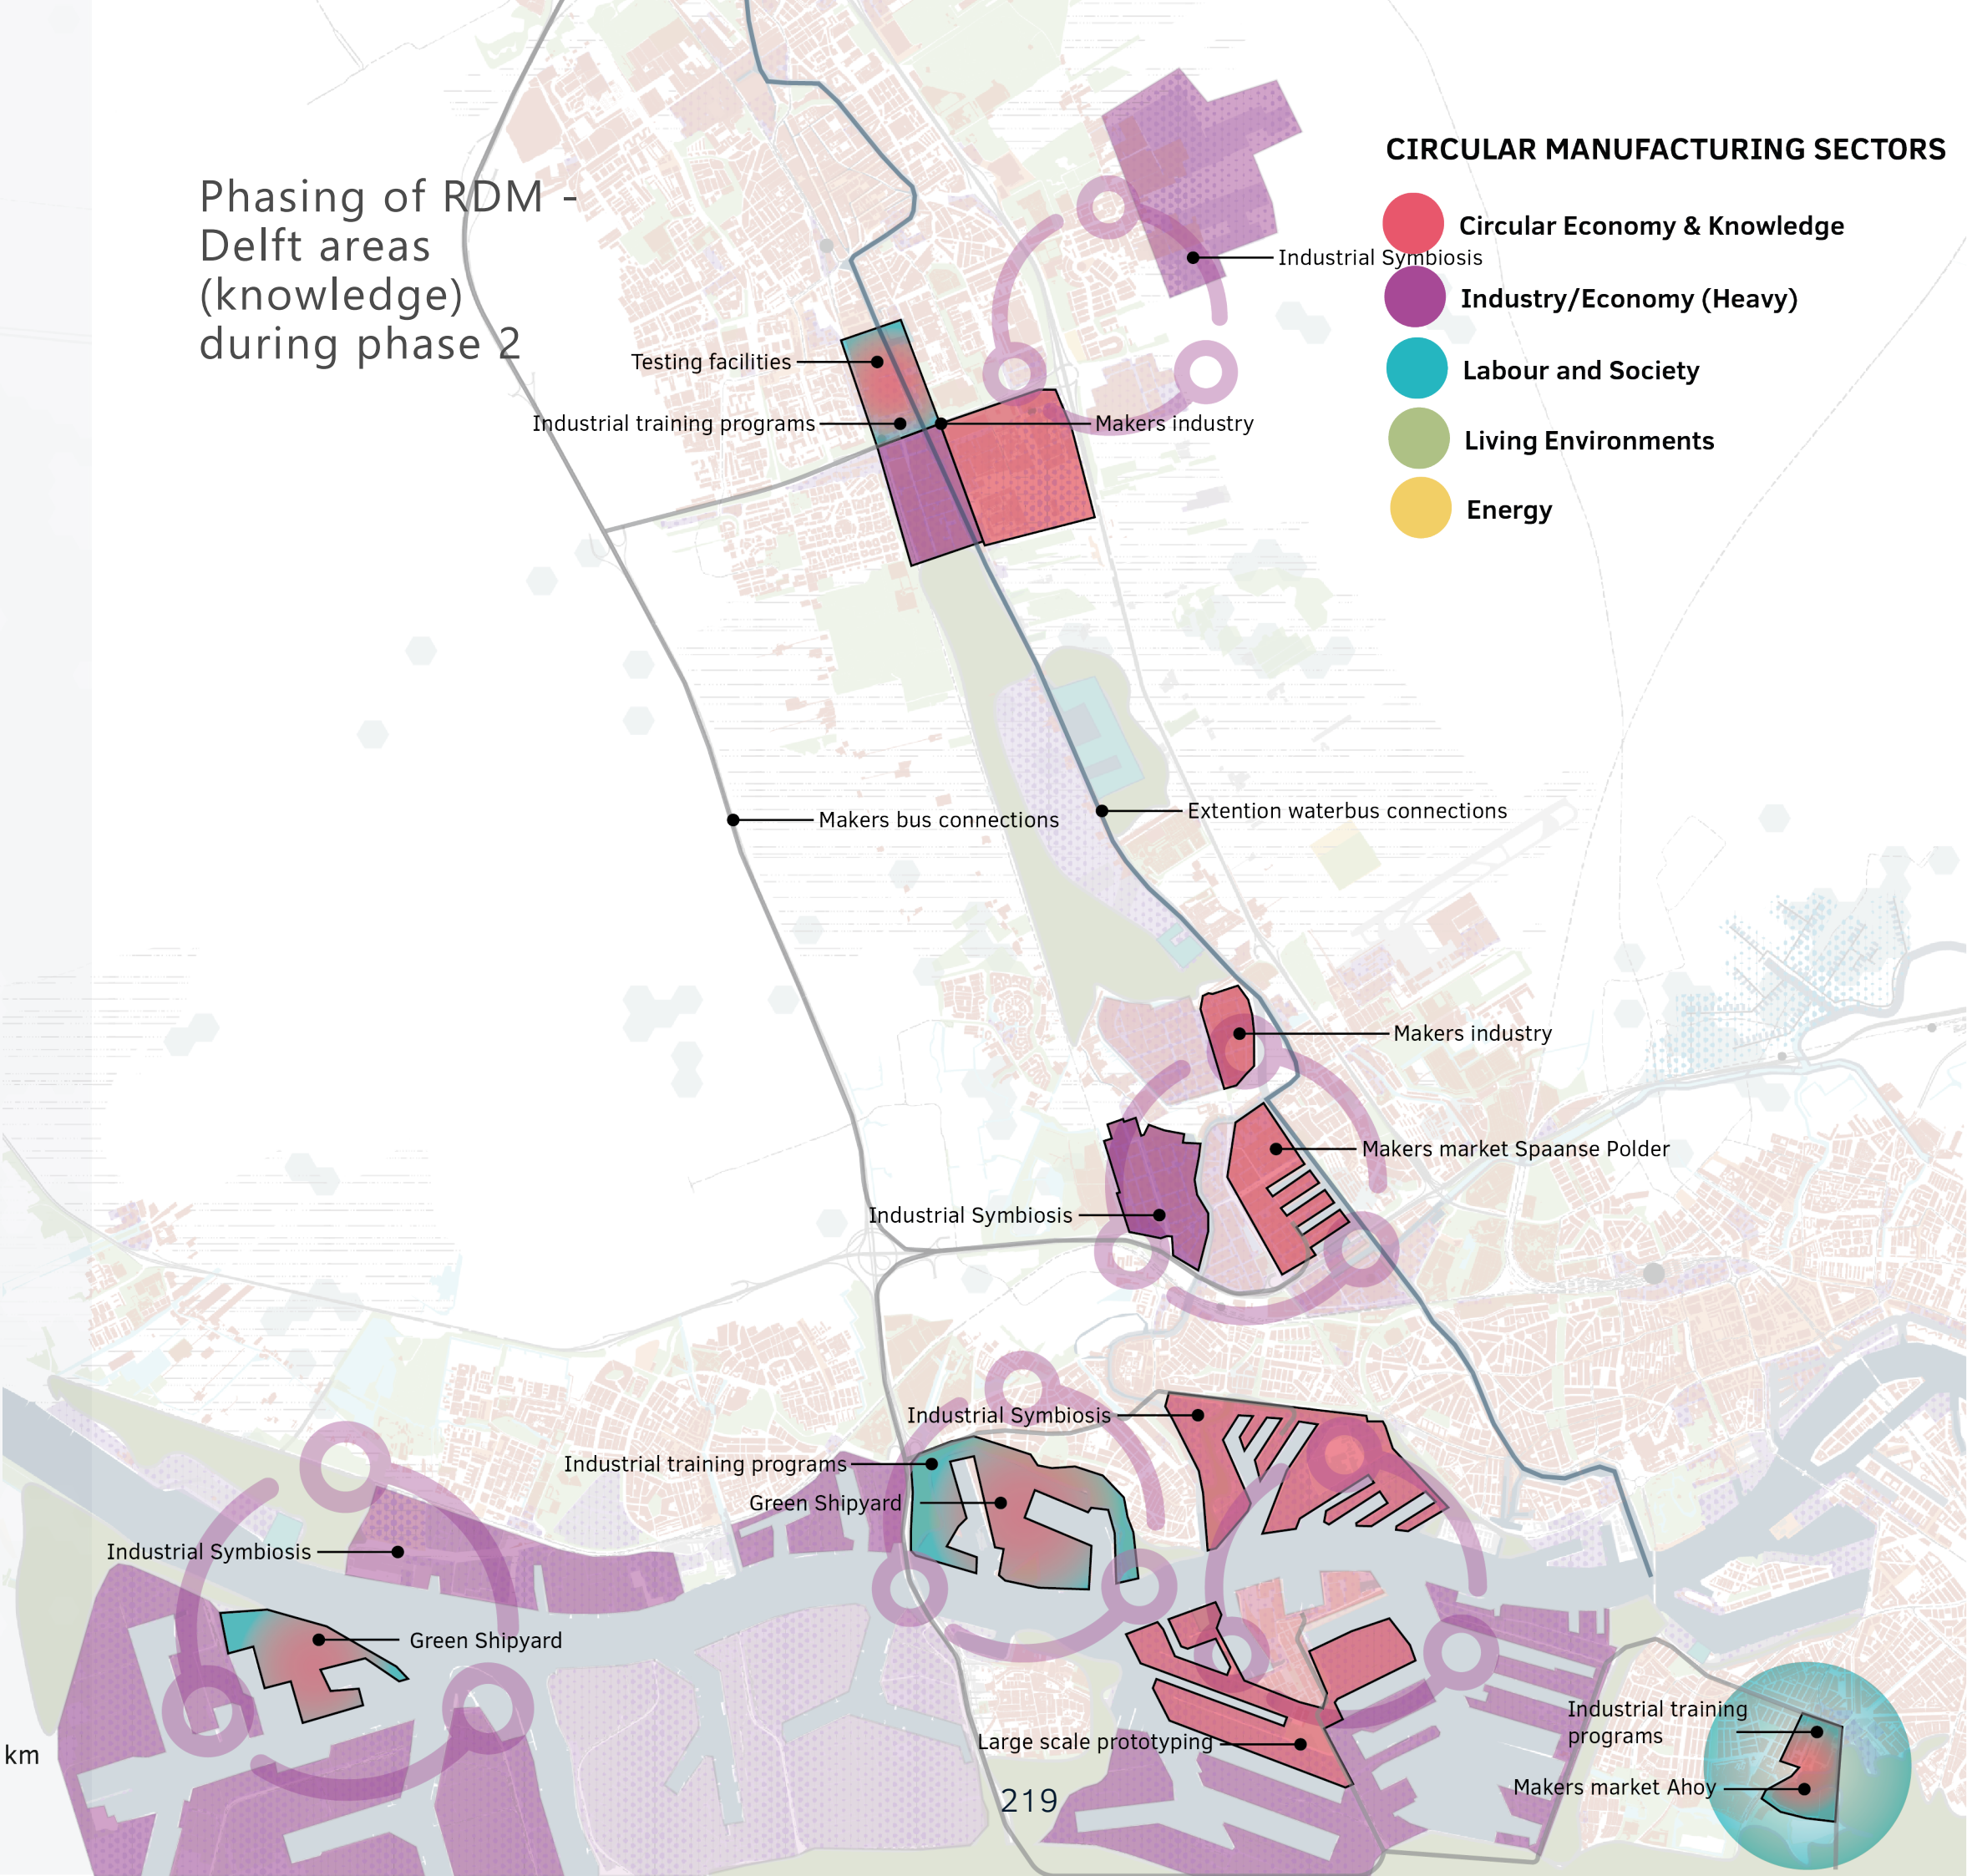 Phasing of RDM -
Delft areas
(knowledge)
during phase 2
CIRCULAR MANUFACTURING SECTORS
Circular Economy & Knowledge
Industry/Economy (Heavy)
Labour and Society
Living Environments
Energy
Industrial Symbiosis
Testing facilities
Industrial training programs
Makers industry
Makers bus connections
Extention waterbus connections
Makers industry
Makers market Spaanse Polder
Industrial Symbiosis
Industrial Symbiosis
Industrial training programs
Green Shipyard
Industrial Symbiosis
Green Shipyard
Large scale prototyping
Industrial training
programs
Makers market Ahoy
km
219